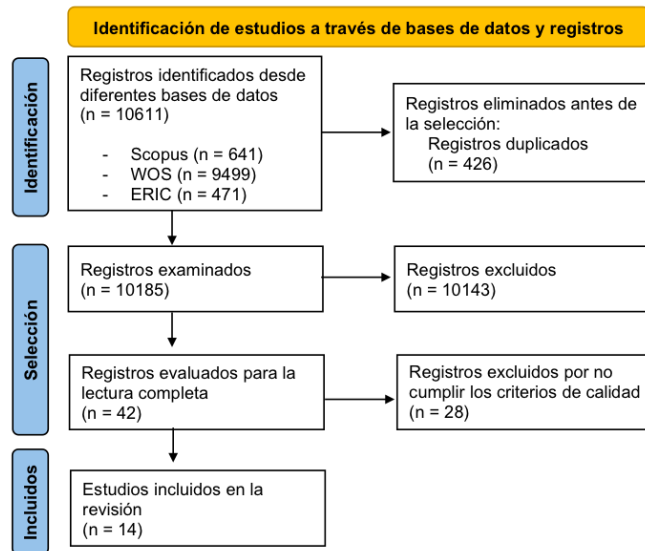 Identificación de estudios a través de bases de datos y registros
Identificación
Registros identificados desde
diferentes bases de datos
(n = 10611)
- Scopus (n = 641)
- WOS (n = 9499)
- ERIC (n = 471)
Registros eliminados antes de
la selección:
Registros duplicados
(n = 426)
Selección
Registros examinados
(n = 10185)
Registros excluidos
(n = 10143)
Registros evaluados para la
lectura completa
(n = 42)
Registros excluidos por no
cumplir los criterios de calidad
(n = 28)
Incluidos
Estudios incluidos en la
revisión
(n = 14)